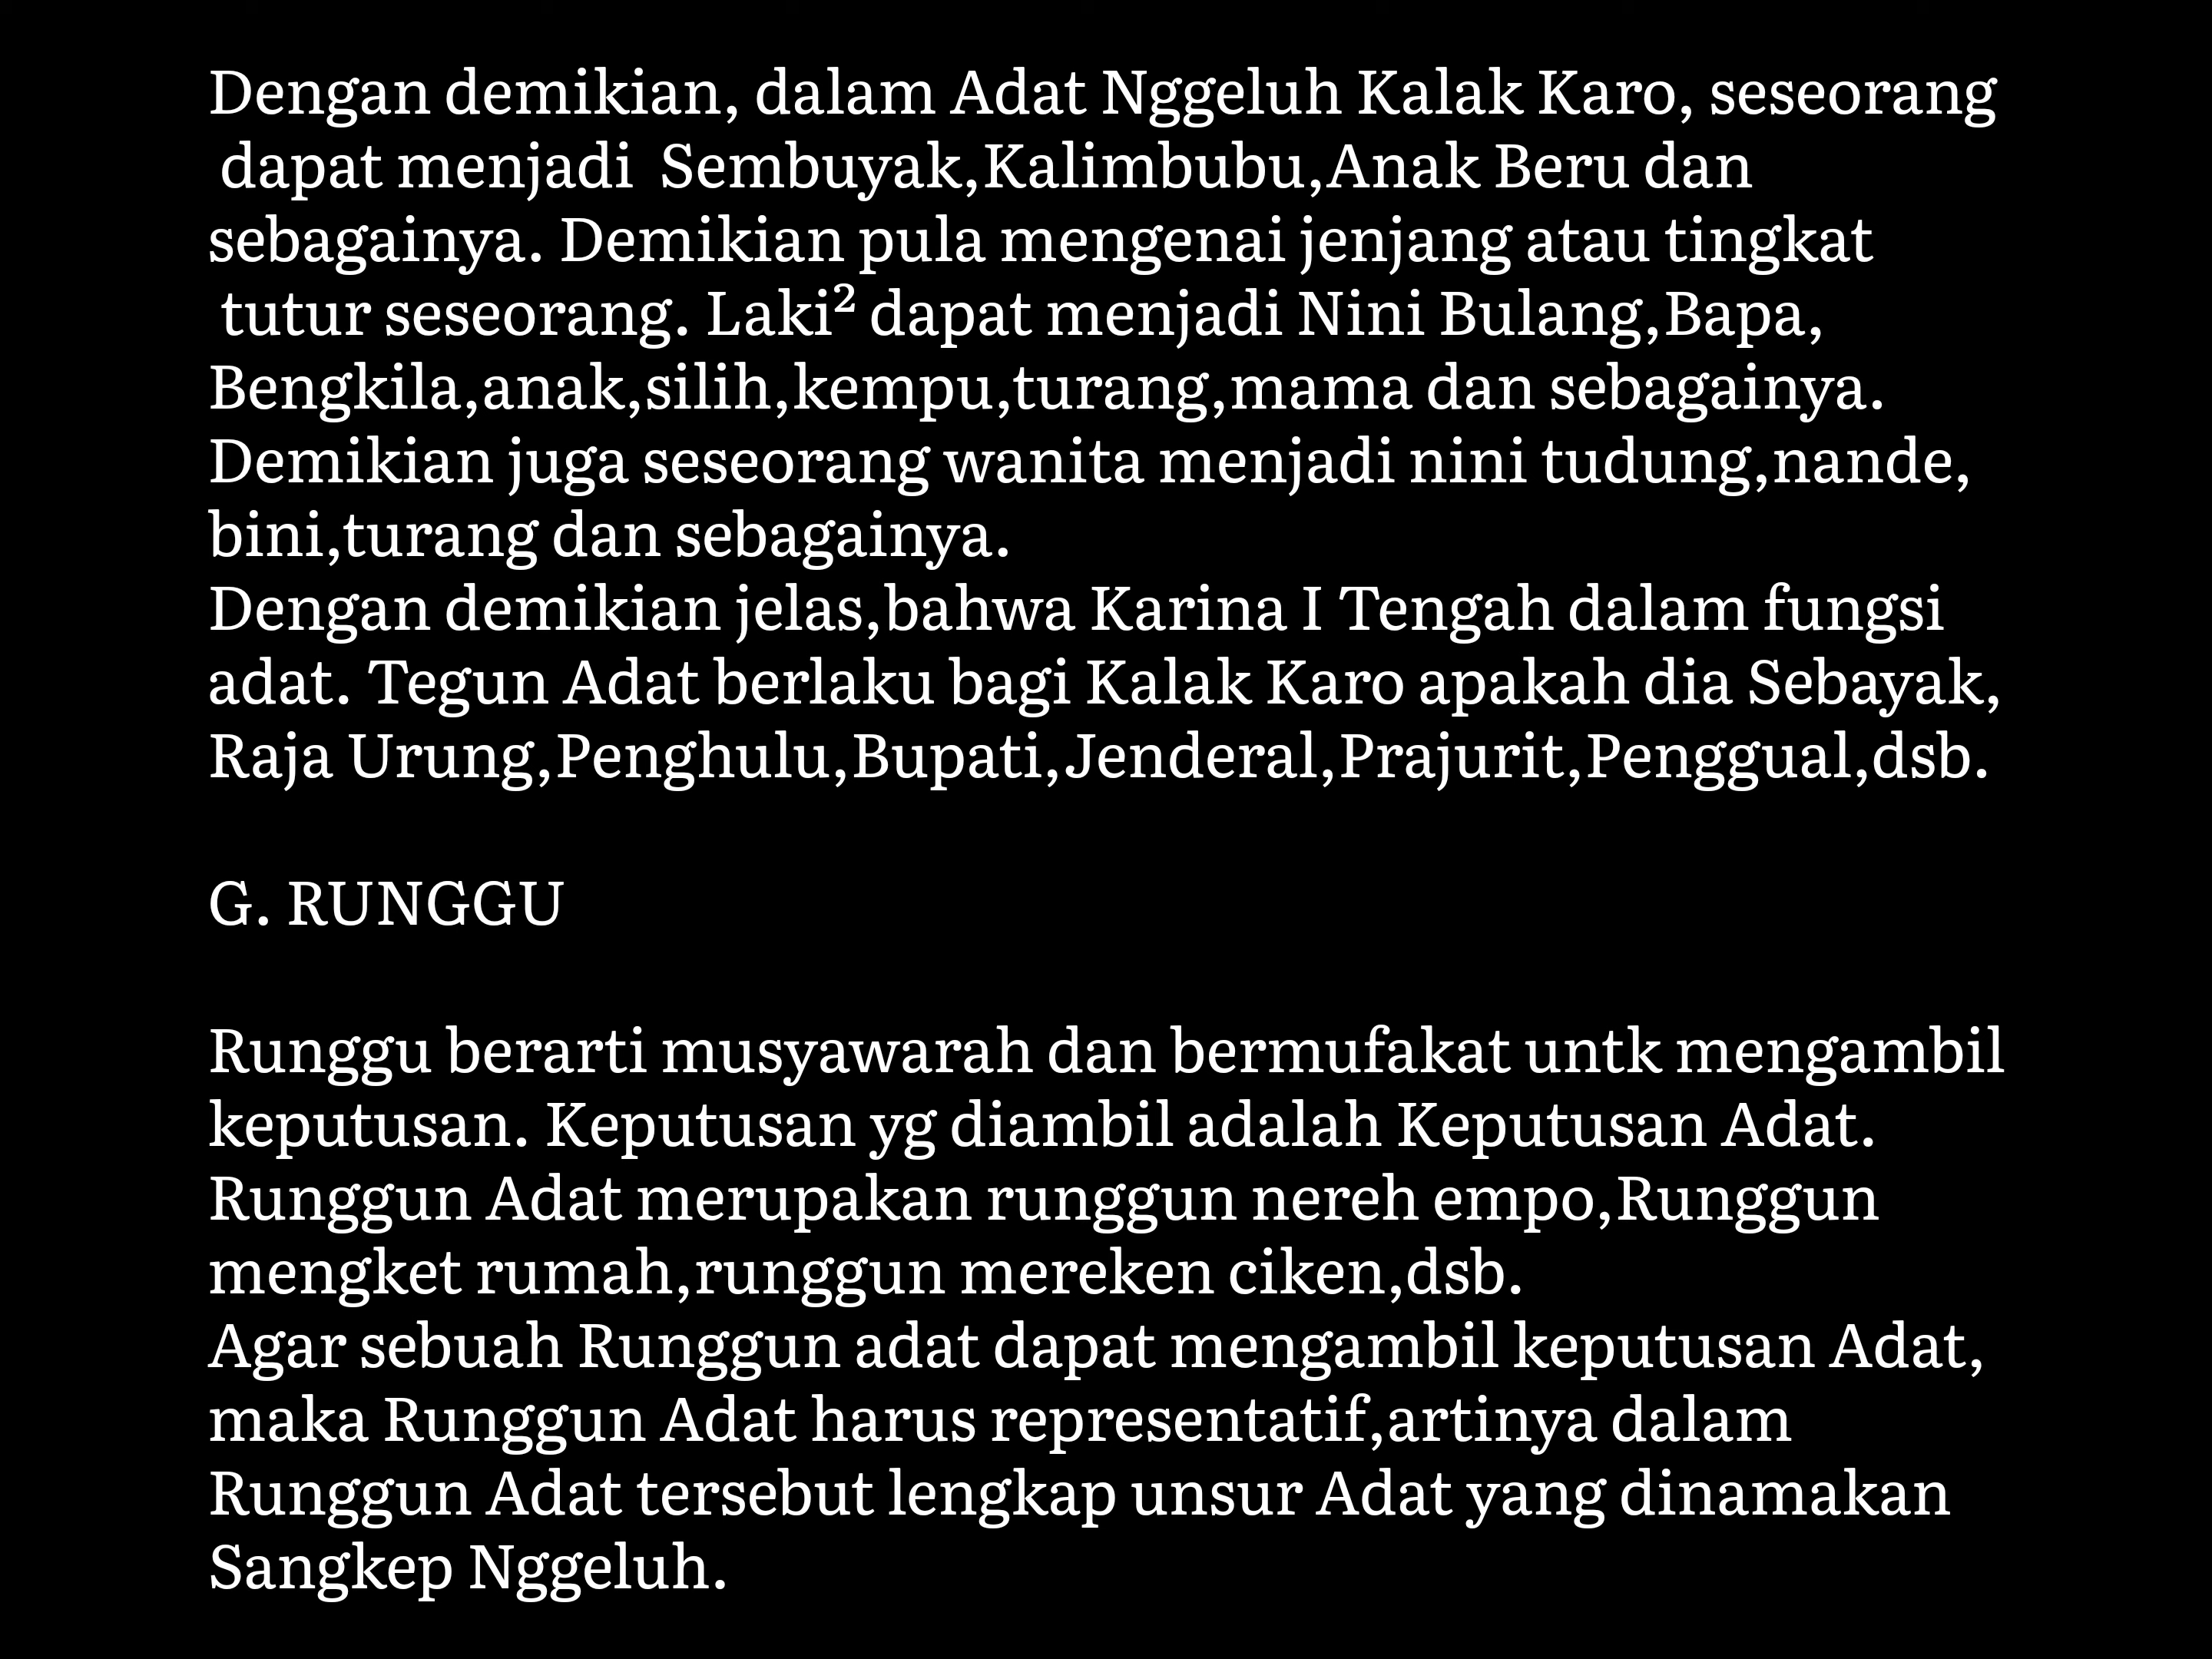 Dengan demikian, dalam Adat Nggeluh Kalak Karo, seseorang
dapat menjadi  Sembuyak,Kalimbubu,Anak Beru dan
sebagainya. Demikian pula mengenai jenjang atau tingkat
tutur seseorang. Laki² dapat menjadi Nini Bulang,Bapa,
Bengkila,anak,silih,kempu,turang,mama dan sebagainya.
Demikian juga seseorang wanita menjadi nini tudung,nande,
bini,turang dan sebagainya.
Dengan demikian jelas,bahwa Karina I Tengah dalam fungsi
adat. Tegun Adat berlaku bagi Kalak Karo apakah dia Sebayak,
Raja Urung,Penghulu,Bupati,Jenderal,Prajurit,Penggual,dsb.

G. RUNGGU

Runggu berarti musyawarah dan bermufakat untk mengambil
keputusan. Keputusan yg diambil adalah Keputusan Adat.
Runggun Adat merupakan runggun nereh empo,Runggun
mengket rumah,runggun mereken ciken,dsb.
Agar sebuah Runggun adat dapat mengambil keputusan Adat,
maka Runggun Adat harus representatif,artinya dalam
Runggun Adat tersebut lengkap unsur Adat yang dinamakan
Sangkep Nggeluh.